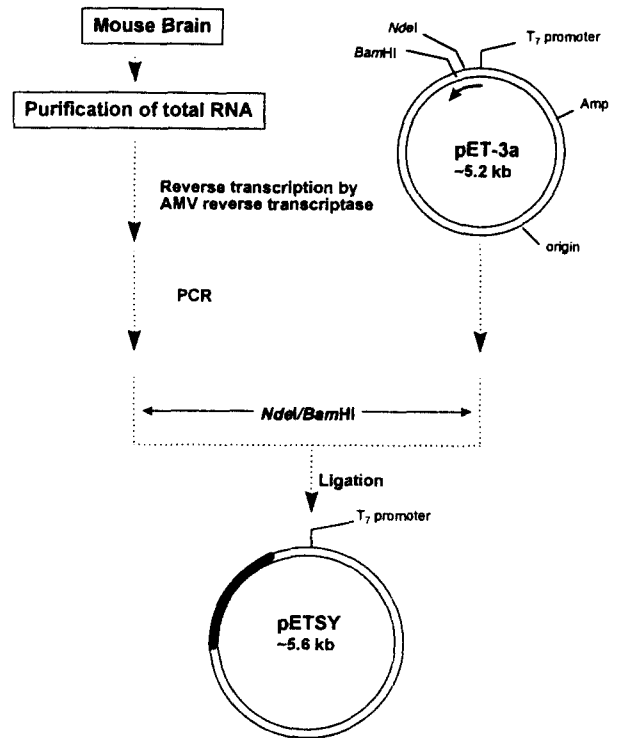 Mouse Brain
Purification of total RNA
Reverse transcription by
AMV reverse transcriptase
PCR
NdeI
BamHI
T₇ promoter
Amp
pET-3a
~5.2 kb
origin
NdeI/BamHI
Ligation
T₇ promoter
pETSY
~5.6 kb